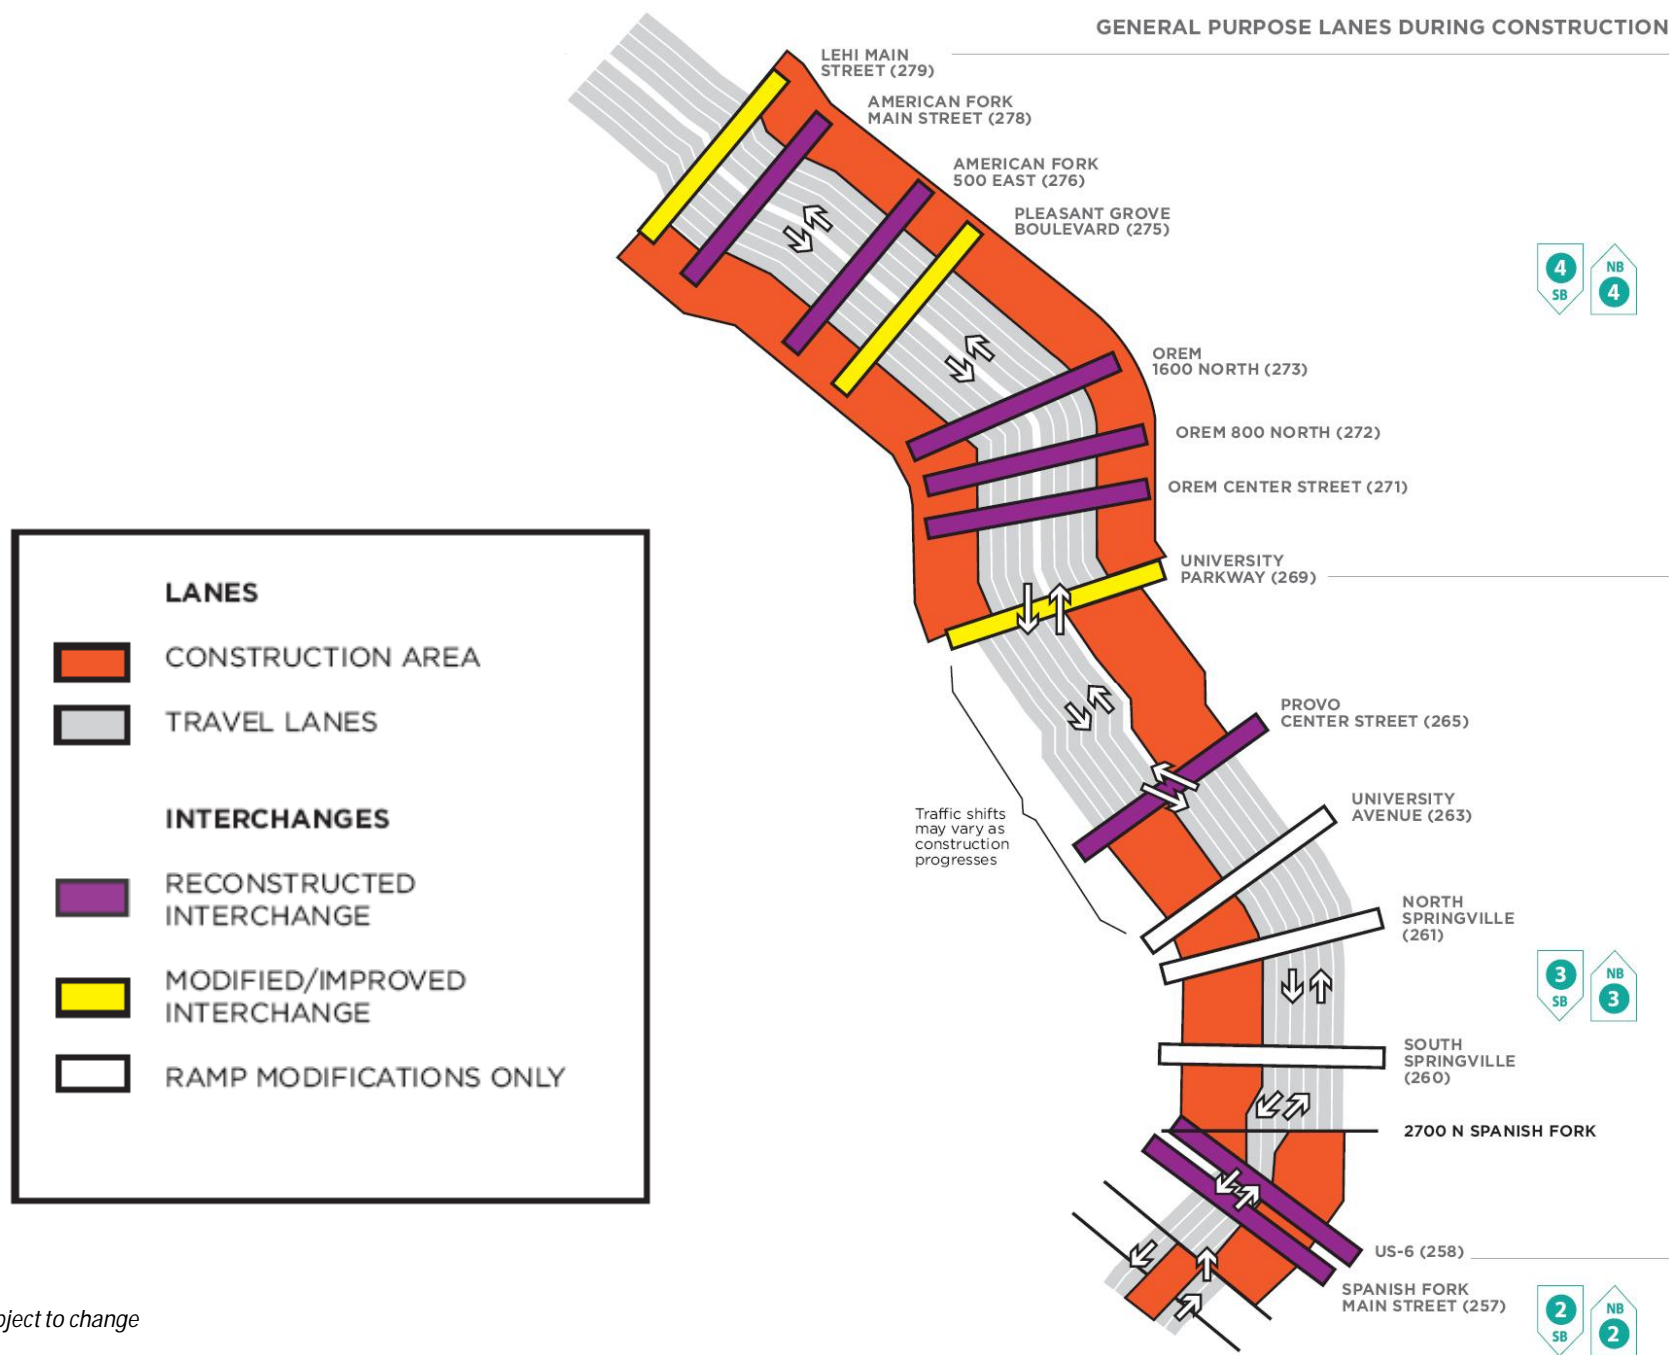 GENERAL PURPOSE LANES DURING CONSTRUCTION
LEHI MAIN
STREET (279)
AMERICAN FORK
MAIN STREET (278)
AMERICAN FORK
500 EAST (276)
PLEASANT GROVE
BOULEVARD (275)
4
SB
NB
4
OREM
1600 NORTH (273)
OREM 800 NORTH (272)
OREM CENTER STREET (271)
UNIVERSITY
PARKWAY (269)
PROVO
CENTER STREET (265)
UNIVERSITY
AVENUE (263)
Traffic shifts
may vary as
construction
progresses
NORTH
SPRINGVILLE
(261)
3
SB
NB
3
SOUTH
SPRINGVILLE
(260)
2700 N SPANISH FORK
US-6 (258)
SPANISH FORK
MAIN STREET (257)
2
SB
NB
2
LANES
CONSTRUCTION AREA
TRAVEL LANES
INTERCHANGES
RECONSTRUCTED
INTERCHANGE
MODIFIED/IMPROVED
INTERCHANGE
RAMP MODIFICATIONS ONLY
to change